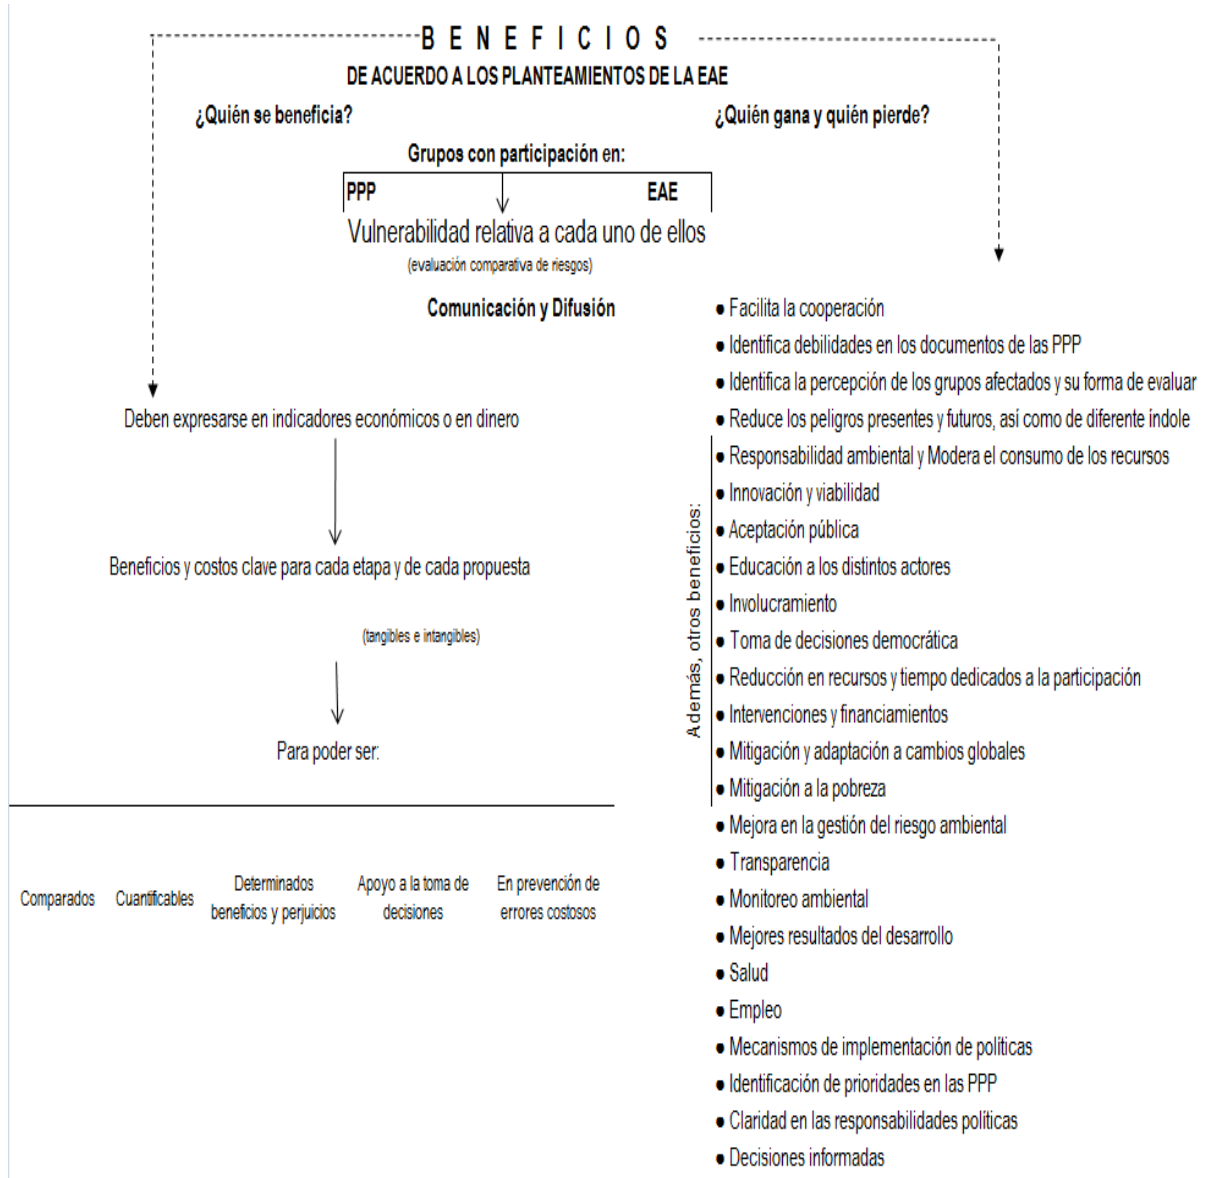 B E N E F I C I O S
DE ACUERDO A LOS PLANTEAMIENTOS DE LA EAE
¿Quién se beneficia?
¿Quién gana y quién pierde?
Grupos con participación en:
PPP
EAE
Vulnerabilidad relativa a cada uno de ellos
(evaluación comparativa de riesgos)
Comunicación y Difusión
Deben expresarse en indicadores económicos o en dinero
Beneficios y costos clave para cada etapa y de cada propuesta
(tangibles e intangibles)
Para poder ser:
Comparados
Cuantificables
Determinados
beneficios y perjuicios
Apoyo a la toma de
decisiones
En prevención de
errores costosos
Además, otros beneficios:
● Facilita la cooperación
● Identifica debilidades en los documentos de las PPP
● Identifica la percepción de los grupos afectados y su forma de evaluar
● Reduce los peligros presentes y futuros, así como de diferente índole
● Responsabilidad ambiental y Modera el consumo de los recursos
● Innovación y viabilidad
● Aceptación pública
● Educación a los distintos actores
● Involucramiento
● Toma de decisiones democrática
● Reducción en recursos y tiempo dedicados a la participación
● Intervenciones y financiamientos
● Mitigación y adaptación a cambios globales
● Mitigación a la pobreza
● Mejora en la gestión del riesgo ambiental
● Transparencia
● Monitoreo ambiental
● Mejores resultados del desarrollo
● Salud
● Empleo
● Mecanismos de implementación de políticas
● Identificación de prioridades en las PPP
● Claridad en las responsabilidades políticas
● Decisiones informadas